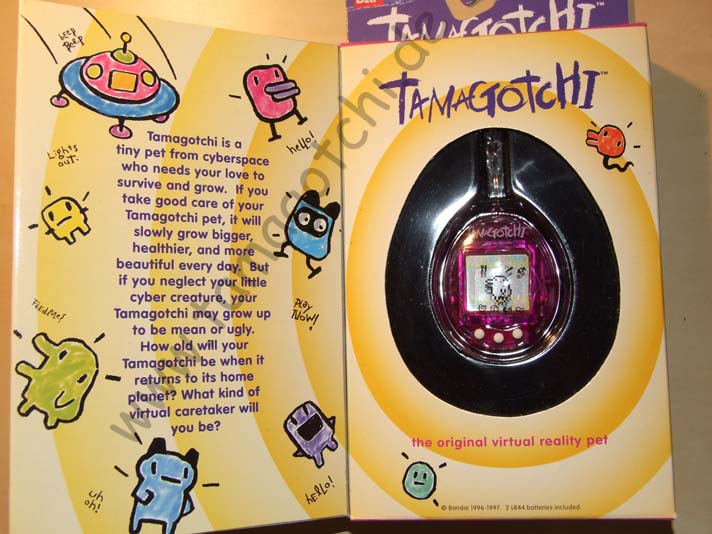 beep
beep
Lights
out.
hello!
Tamagotchi is a
tiny pet from cyberspace
who needs your love to
survive and grow. If you
take good care of your
Tamagotchi pet, it will
slowly grow bigger,
healthier, and more
beautiful every day. But
if you neglect your little
cyber creature, your
Tamagotchi may grow up
to be mean or ugly.
How old will your
Tamagotchi be when it
returns to its home
planet? What kind of
virtual caretaker will
you be?
Feed Me!
Play
Now!
uh
oh!
hello!
TAMAGOTCHI™
TAMAGOTCHI™
TAMAGOTCHI
the original virtual reality pet
© Bandai 1996-1997. 2 LR44 batteries included.
www.tamagotchi.de